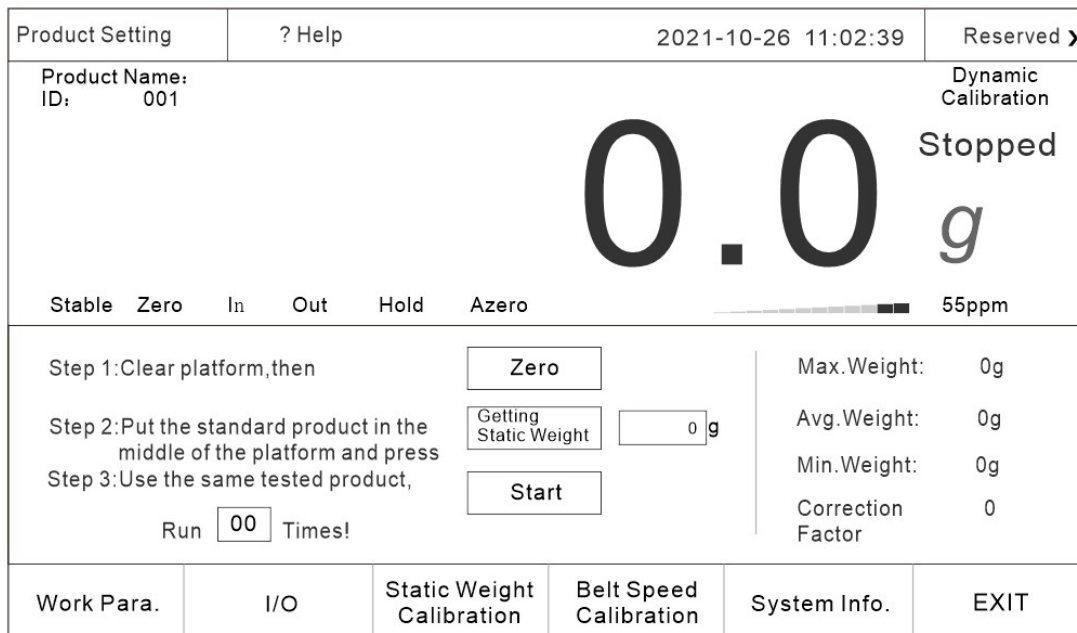 Product Setting ? Help 2021-10-26 11:02:39 Reserved
Product Name:
ID: 001
Dynamic
Calibration
Stopped
0.0 g
Stable Zero In Out Hold Azero 55ppm
Step 1:Clear platform,then
Zero
Step 2:Put the standard product in the
middle of the platform and press
Getting
Static Weight
0 g
Step 3:Use the same tested product,
Start
Run 00 Times!
Max.Weight: 0g
Avg.Weight: 0g
Min.Weight: 0g
Correction
Factor
0
Work Para.
I/O
Static Weight
Calibration
Belt Speed
Calibration
System Info.
EXIT